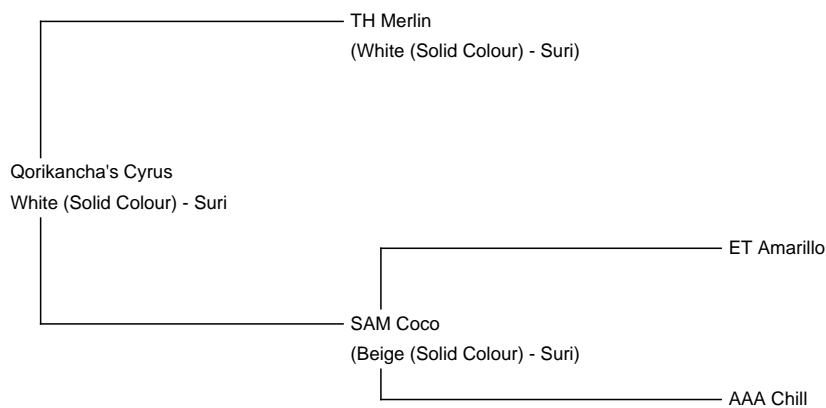 TH Merlin
(White (Solid Colour) - Suri)
Qorikancha's Cyrus
White (Solid Colour) - Suri
ET Amarillo
SAM Coco
(Beige (Solid Colour) - Suri)
AAA Chill